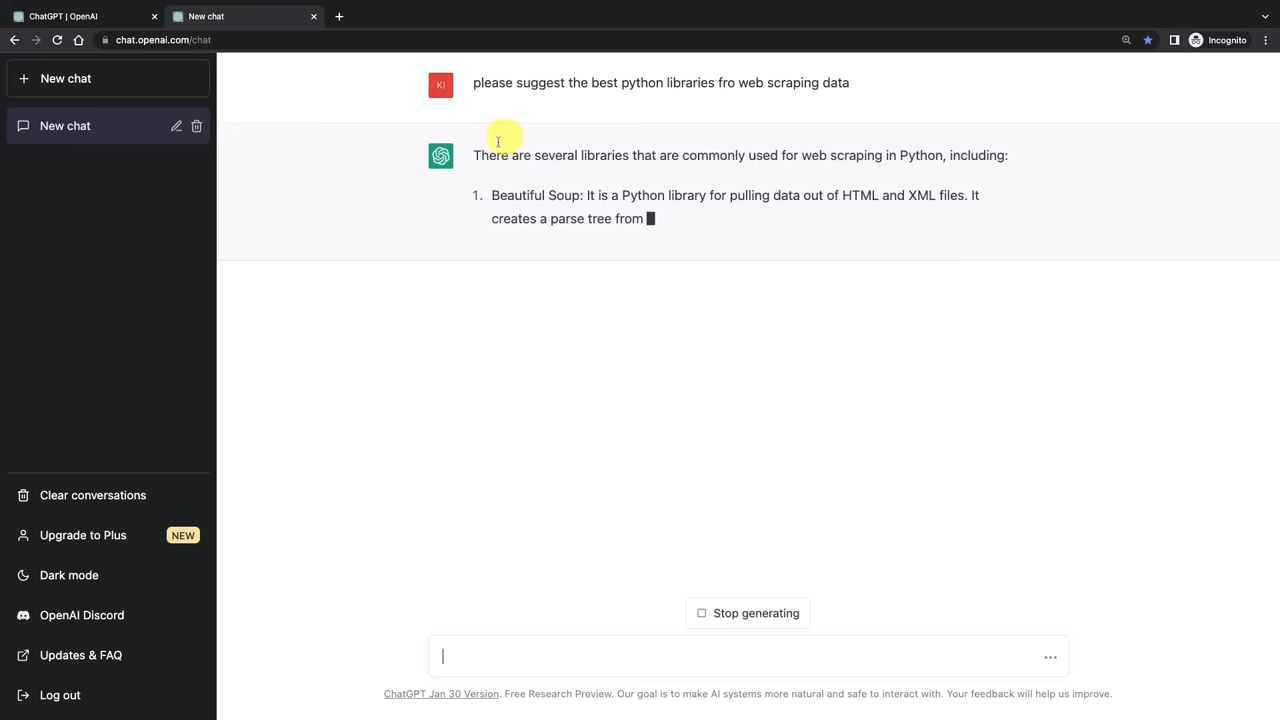 ChatGPT | OpenAI
New chat
chat.openai.com/chat
Incognito
New chat
New chat
Clear conversations
Upgrade to Plus
NEW
Dark mode
OpenAI Discord
Updates & FAQ
Log out
KI
please suggest the best python libraries fro web scraping data
There are several libraries that are commonly used for web scraping in Python, including:
1. Beautiful Soup: It is a Python library for pulling data out of HTML and XML files. It
creates a parse tree from
Stop generating
ChatGPT Jan 30 Version. Free Research Preview. Our goal is to make AI systems more natural and safe to interact with. Your feedback will help us improve.